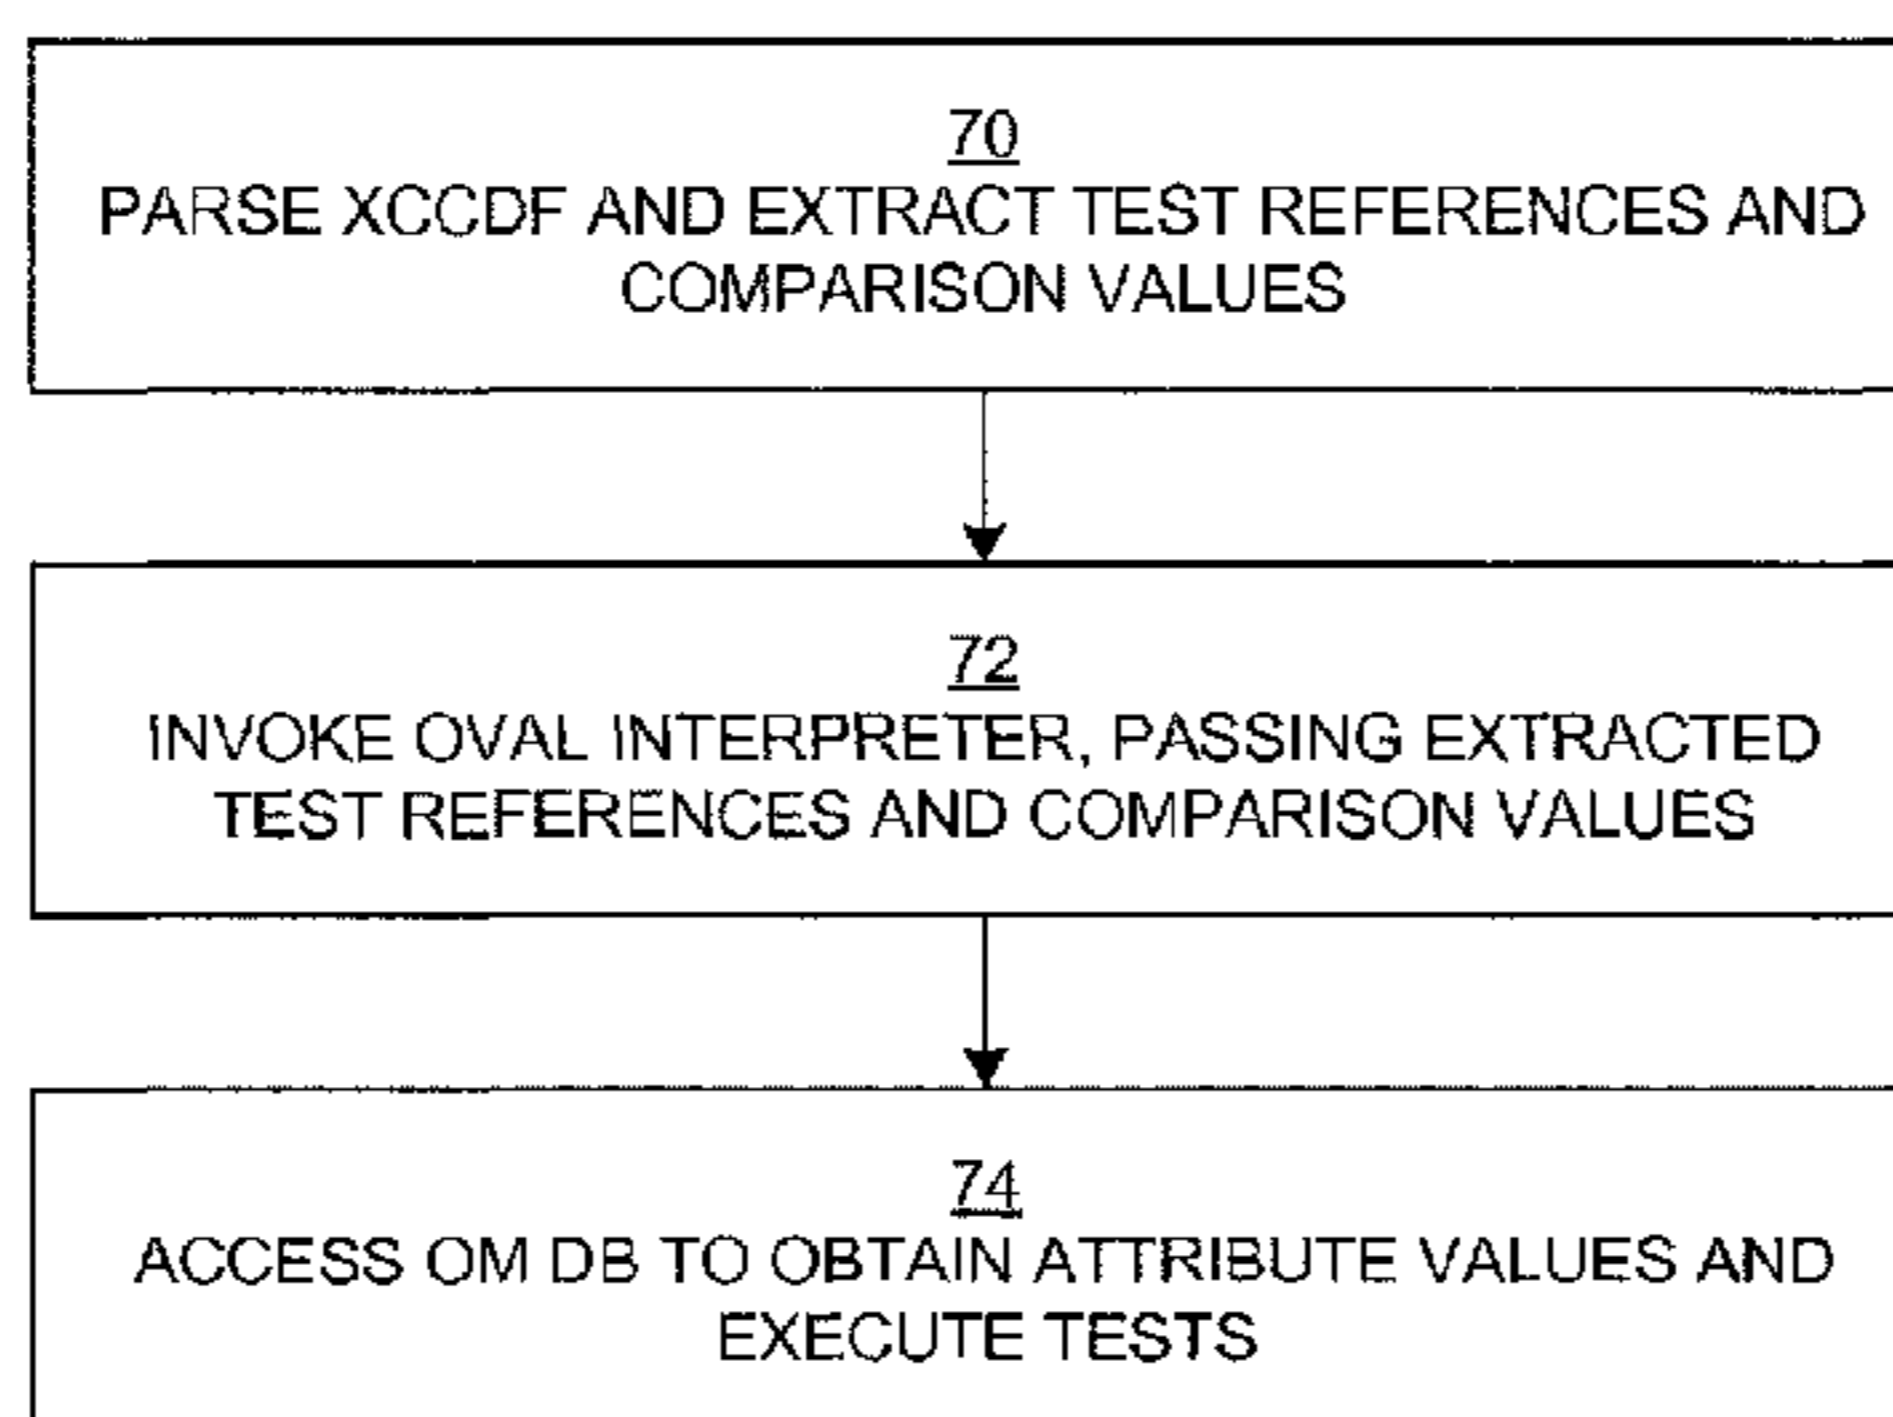 70
PARSE XCCDF AND EXTRACT TEST REFERENCES AND
COMPARISON VALUES
72
INVOKE OVAL INTERPRETER, PASSING EXTRACTED
TEST REFERENCES AND COMPARISON VALUES
74
ACCESS OM DB TO OBTAIN ATTRIBUTE VALUES AND
EXECUTE TESTS